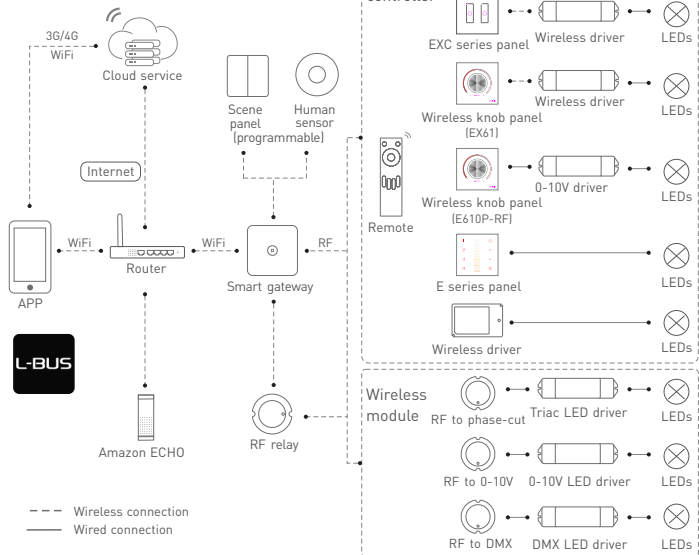 3G/4G
WiFi
Cloud service
Internet
Scene
panel
Human
sensor
(programmable)
APP
WiFi
Router
WiFi
Smart gateway
RF
L-BUS
Amazon ECHO
RF relay
Wireless connection
Wired connection
Remote
EXC series panel
Wireless driver
LEDs
Wireless knob panel
(EX61)
Wireless driver
LEDs
Wireless knob panel
(E610P-RF)
0-10V driver
LEDs
E series panel
LEDs
Wireless driver
LEDs
Wireless
module
RF to phase-cut
Triac LED driver
LEDs
RF to 0-10V
0-10V LED driver
LEDs
RF to DMX
DMX LED driver
LEDs